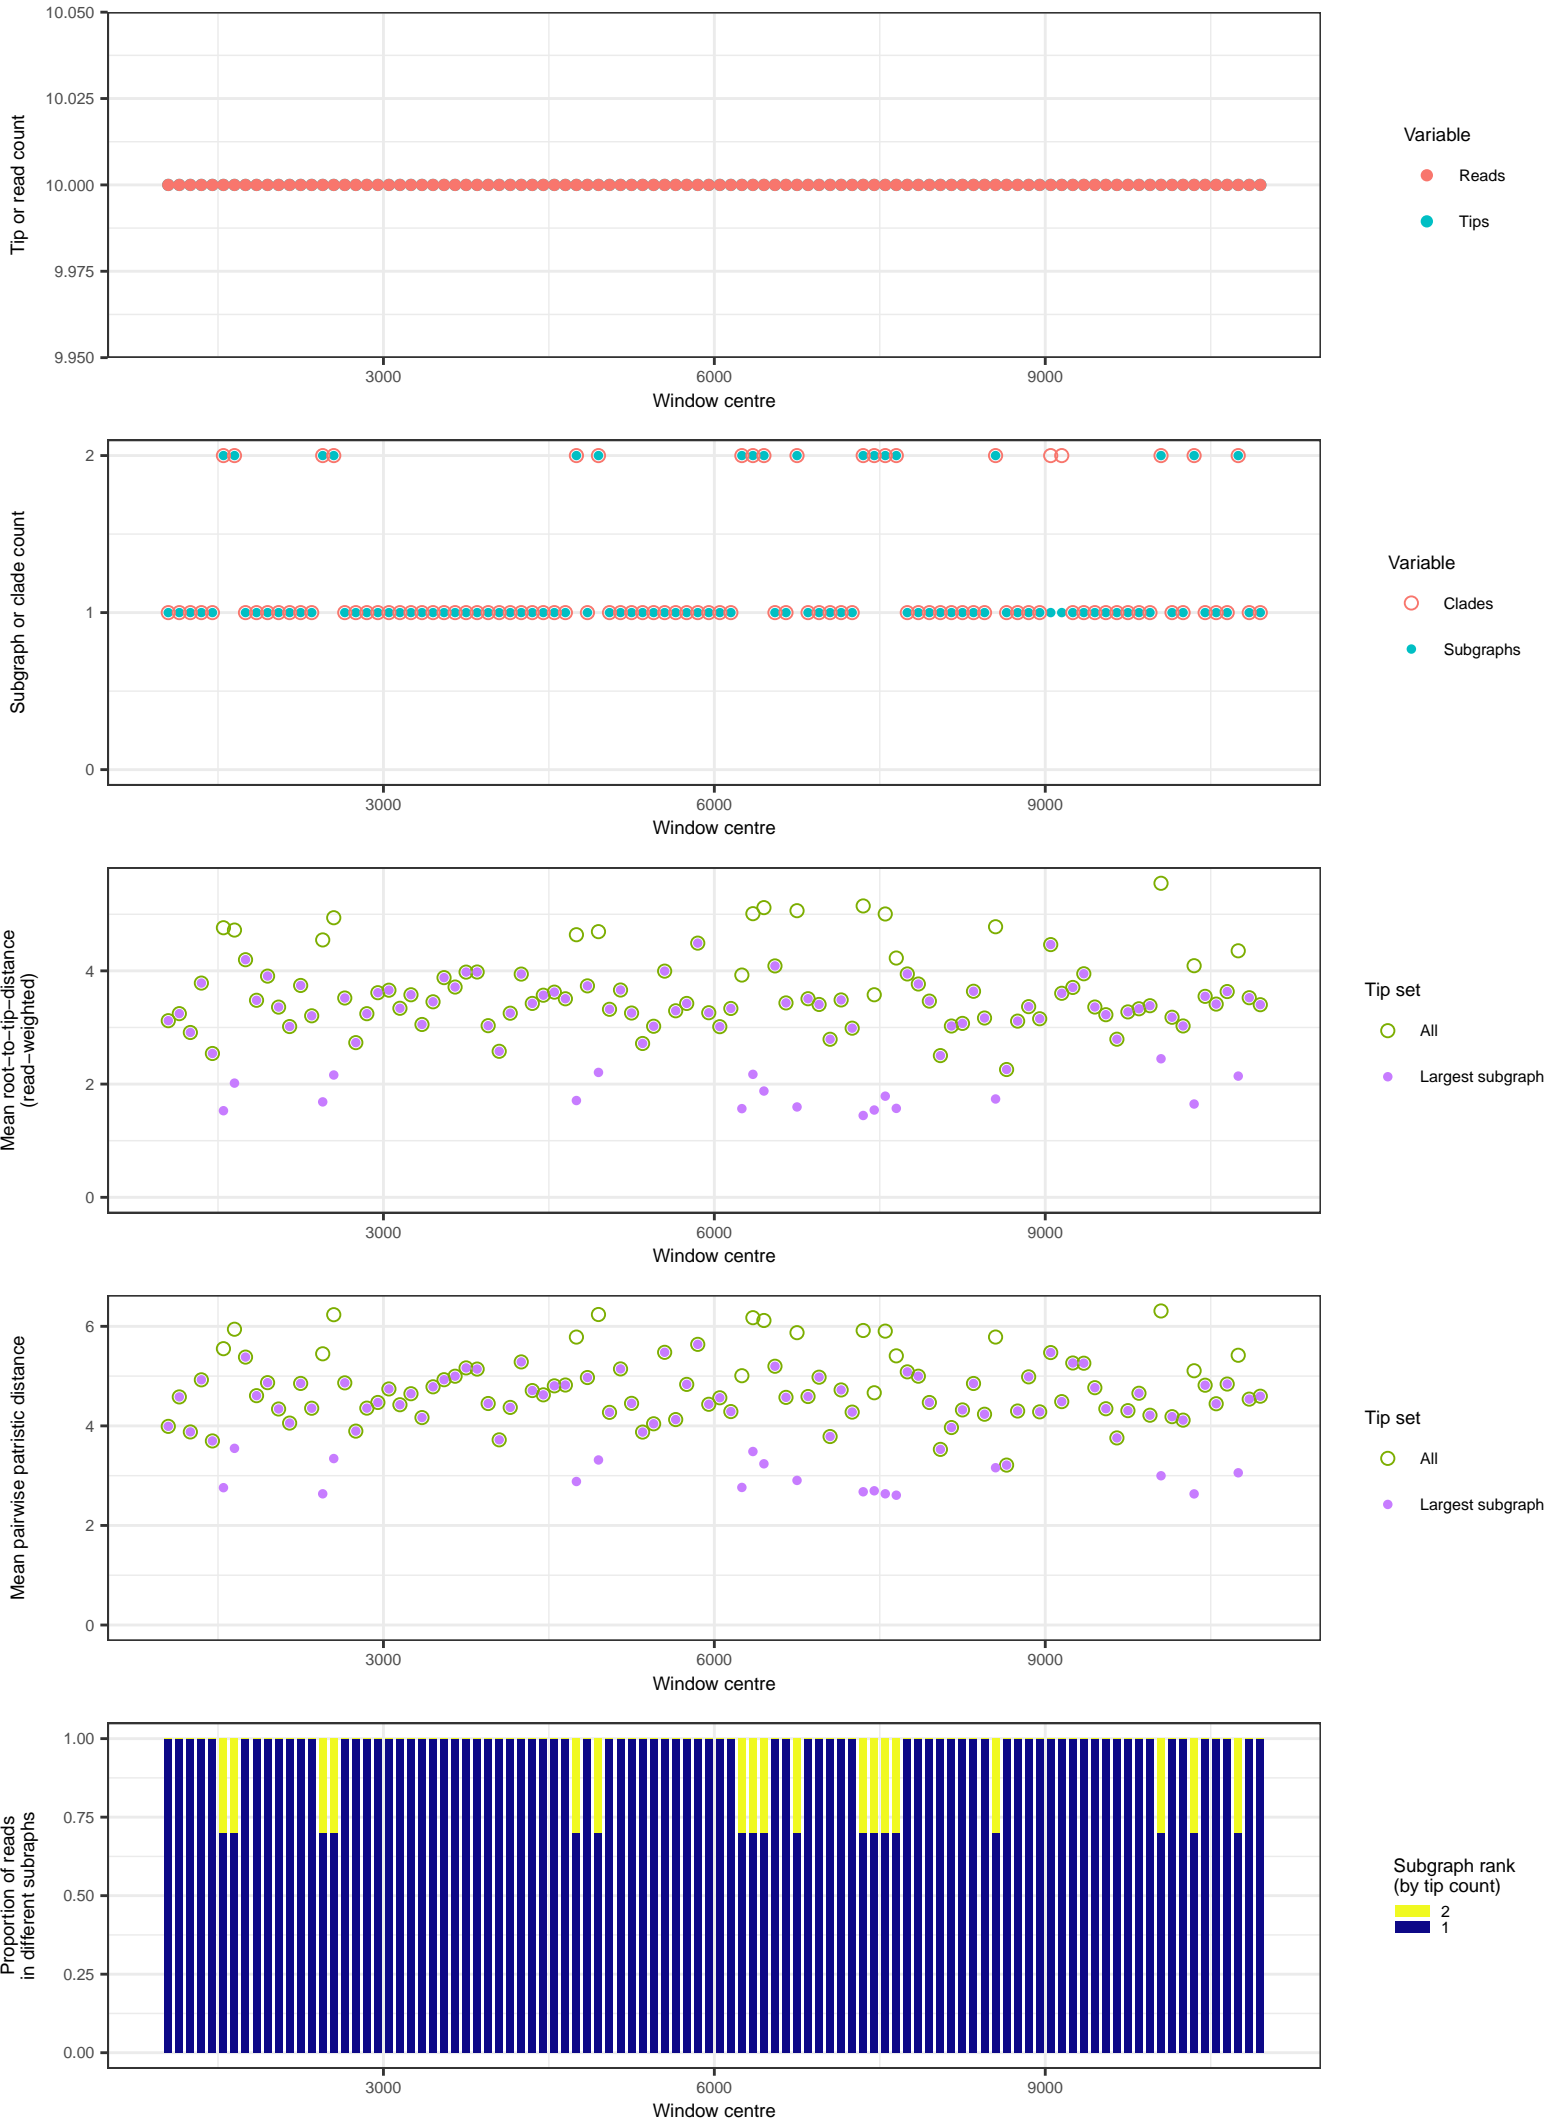 10.050
10.025
10.000
9.975
9.950
Tip or read count
3000 6000 9000
Window centre
Variable
Reads
Tips
2
1
0
Subgraph or clade count
3000 6000 9000
Window centre
Variable
Clades
Subgraphs
4
2
0
Mean root−to−tip−distance
(read−weighted)
3000 6000 9000
Window centre
Tip set
All
Largest subgraph
6
4
2
0
Mean pairwise patristic distance
3000 6000 9000
Window centre
Tip set
All
Largest subgraph
1.00
0.75
0.50
0.25
0.00
Proportion of reads
in different subraphs
3000 6000 9000
Window centre
Subgraph rank
(by tip count)
2
1